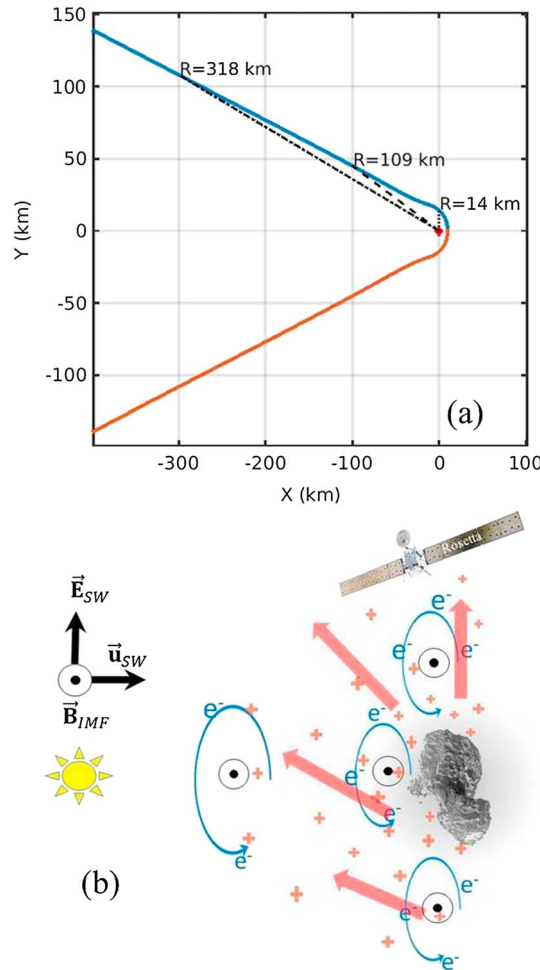 (a)
150
100
50
0
-50
-100
Y (km)
R=318 km
R=109 km
R=14 km
-300
-200
-100
0
100
X (km)
(a)
Rosetta
E⃗SW
u⃗SW
B⃗IMF
e-
e-
e-
e-
e-
e-
e-
e-
e-
e-
e-
(b)